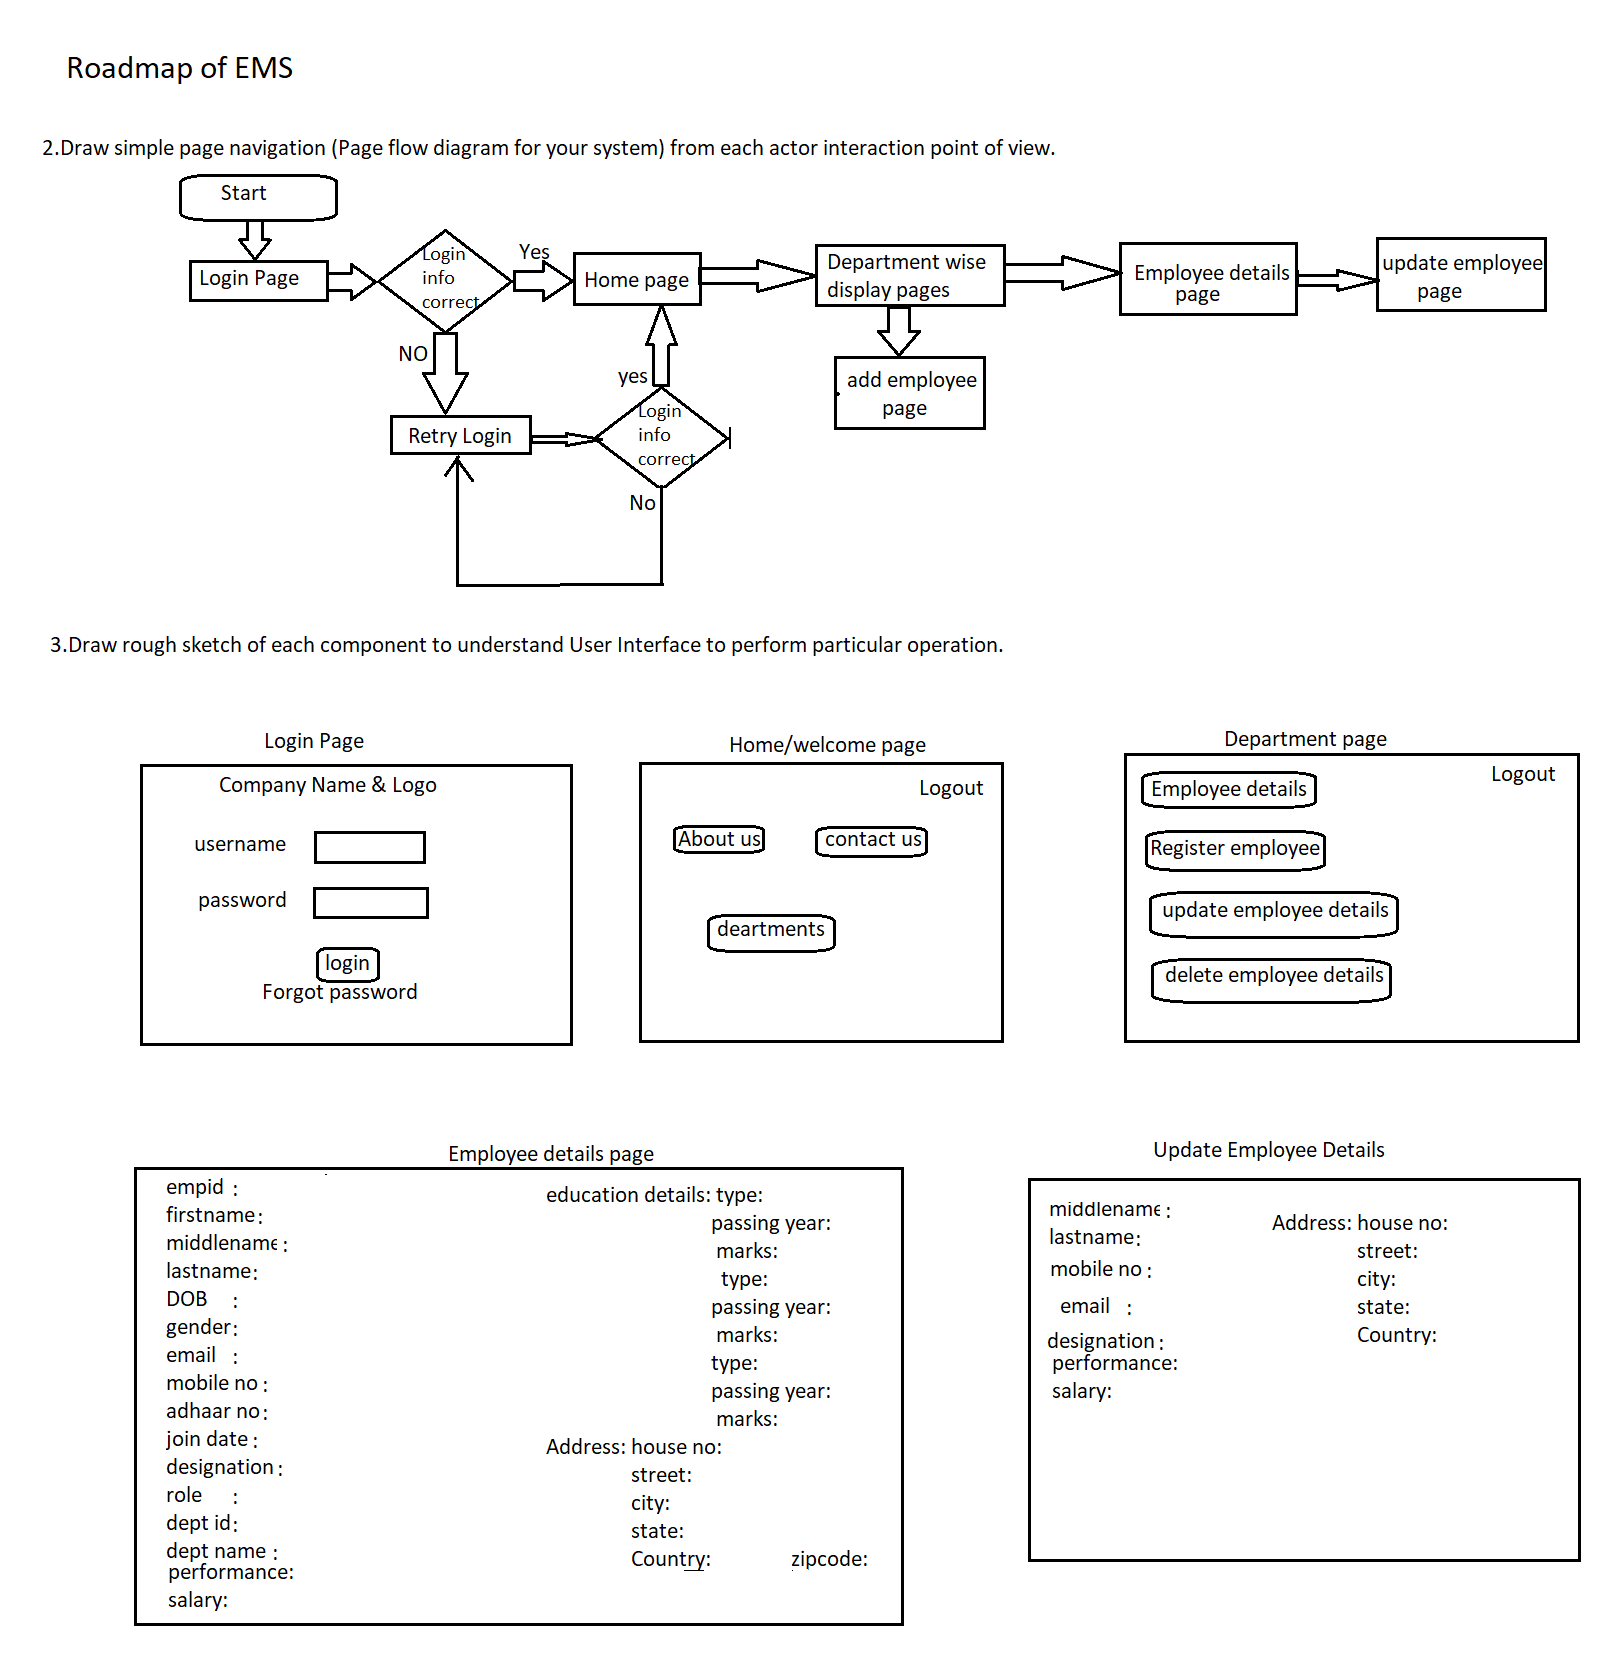 Roadmap of EMS
2.Draw simple page navigation (Page flow diagram for your system) from each actor interaction point of view.
Start
Login Page
Login
info
correct
Yes
Home page
Department wise
display pages
Employee details
page
update employee
page
NO
yes
add employee
page
Retry Login
Login
info
correct
No
3.Draw rough sketch of each component to understand User Interface to perform particular operation.
Login Page
Company Name & Logo
username
password
login
Forgot password
Home/welcome page
Logout
About us
contact us
deartments
Department page
Logout
Employee details
Register employee
update employee details
delete employee details
Employee details page
empid :
firstname:
middlename :
lastname:
DOB :
gender:
email :
mobile no :
adhaar no:
join date :
designation :
role :
dept id:
dept name :
performance:
salary:
education details: type:
passing year:
marks:
type:
passing year:
marks:
type:
passing year:
marks:
Address: house no:
street:
city:
state:
Country: zipcode:
Update Employee Details
middlename :
lastname:
mobile no :
email :
designation :
performance:
salary:
Address: house no:
street:
city:
state:
Country: